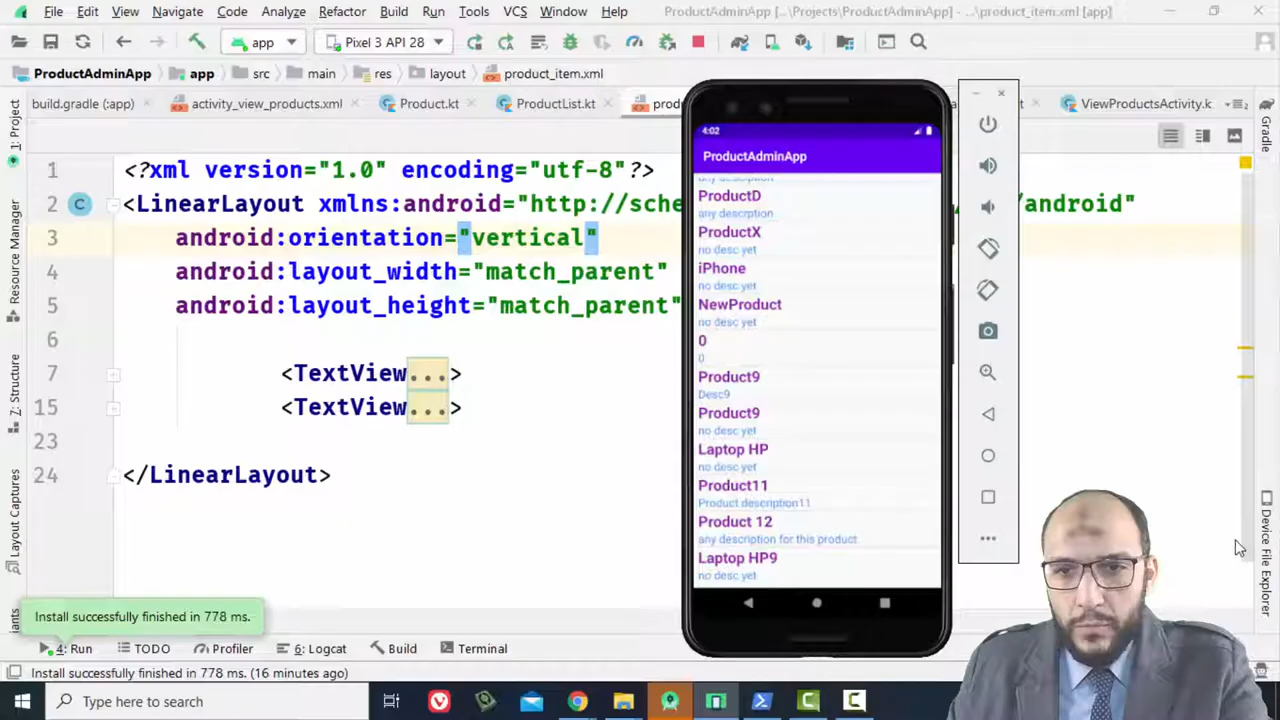 File Edit View Navigate Code Analyze Refactor Build Run Tools VCS Window Help ProductAdminApp [...\Projects\ProductAdminApp] - ...\product_item.xml [app]
app Pixel 3 API 28
ProductAdminApp app src main res layout product_item.xml
build.gradle (:app) activity_view_products.xml Product.kt ProductList.kt ViewProductsActivity.k
1 <?xml version="1.0" encoding="utf-8"?>
2 <LinearLayout xmlns:android="http:// /android"
3 android:orientation="vertical"
4 android:layout_width="match_parent"
5 android:layout_height="match_parent"
6
7 <TextView...>
15 <TextView...>
23
24 </LinearLayout>
1: Project
Resource Manager
7: Structure
Layout Captures
Gradle
Device File Explorer
4:02
ProductAdminApp
ProductD
any descrption
ProductX
no desc yet
iPhone
no desc yet
NewProduct
no desc yet
0
0
Product9
Desc9
Product9
no desc yet
Laptop HP
no desc yet
Product11
Product description11
Product 12
any description for this product
Laptop HP9
no desc yet
Install successfully finished in 778 ms.
4: Run TODO Profiler 6: Logcat Build Terminal
Install successfully finished in 778 ms. (16 minutes ago)
Type here to search